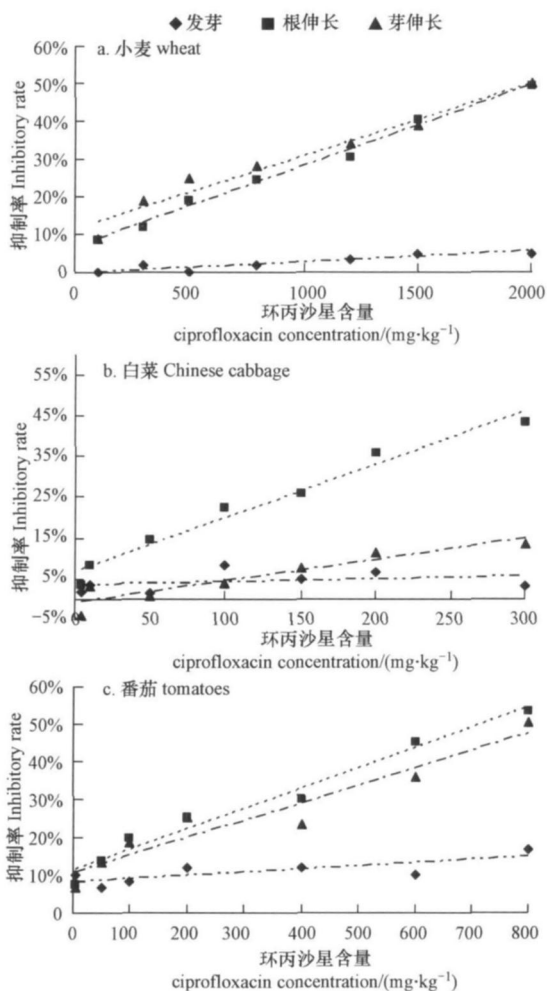 ◆发芽 ■根伸长 ▲芽伸长
a. 小麦 wheat
60%
50%
40%
30%
20%
10%
0
抑制率 Inhibitory rate
0 500 1000 1500 2000
环丙沙星含量
ciprofloxacin concentration/(mg·kg⁻¹)
b. 白菜 Chinese cabbage
55%
45%
35%
25%
15%
5%
-5%
抑制率 Inhibitory rate
0 50 100 150 200 250 300
环丙沙星含量
ciprofloxacin concentration/(mg·kg⁻¹)
c. 番茄 tomatoes
60%
50%
40%
30%
20%
10%
0
抑制率 Inhibitory rate
0 100 200 300 400 500 600 700 800
环丙沙星含量
ciprofloxacin concentration/(mg·kg⁻¹)